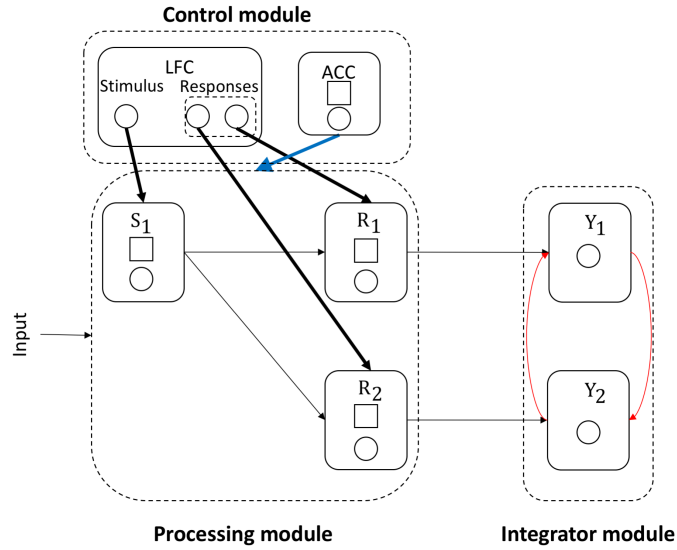 Control module
LFC
ACC
Stimulus Responses
S1
R1
Y1
Input
R2
Y2
Processing module
Integrator module